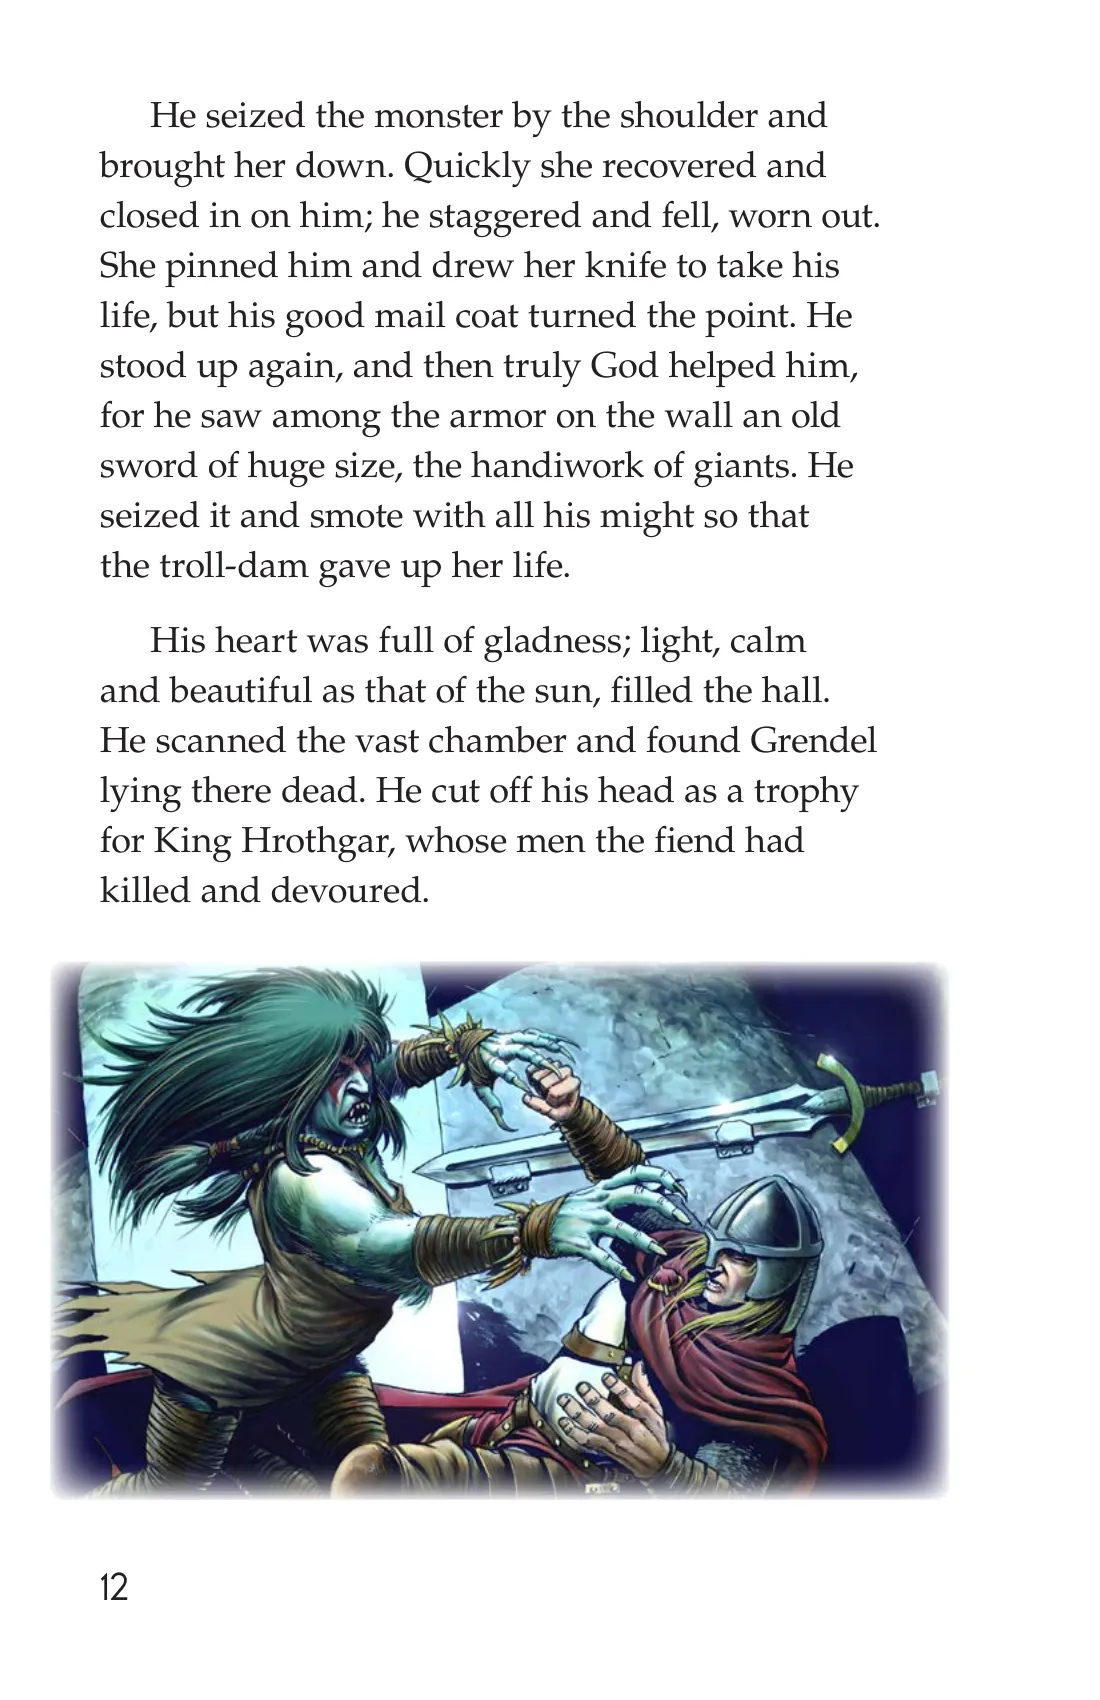 He seized the monster by the shoulder and
brought her down. Quickly she recovered and
closed in on him; he staggered and fell, worn out.
She pinned him and drew her knife to take his
life, but his good mail coat turned the point. He
stood up again, and then truly God helped him,
for he saw among the armor on the wall an old
sword of huge size, the handiwork of giants. He
seized it and smote with all his might so that
the troll-dam gave up her life.
His heart was full of gladness; light, calm
and beautiful as that of the sun, filled the hall.
He scanned the vast chamber and found Grendel
lying there dead. He cut off his head as a trophy
for King Hrothgar, whose men the fiend had
killed and devoured.
12